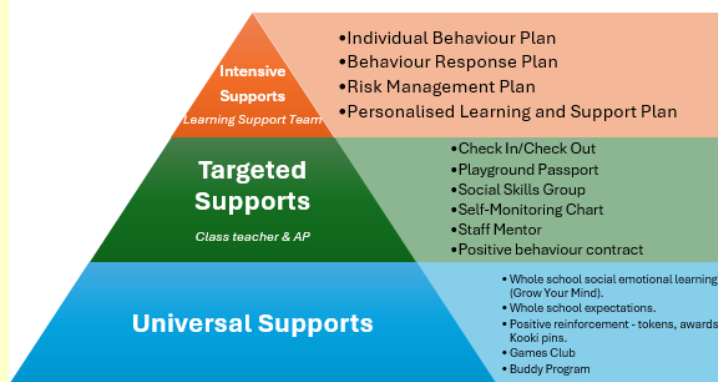 Intensive
Supports
Learning Support Team
•Individual Behaviour Plan
•Behaviour Response Plan
•Risk Management Plan
•Personalised Learning and Support Plan
Targeted
Supports
Class teacher & AP
•Check In/Check Out
•Playground Passport
•Social Skills Group
•Self-Monitoring Chart
•Staff Mentor
•Positive behaviour contract
Universal Supports
• Whole school social emotional learning
(Grow Your Mind).
• Whole school expectations.
• Positive reinforcement - tokens, awards
Kooki pins.
• Games Club
• Buddy Program